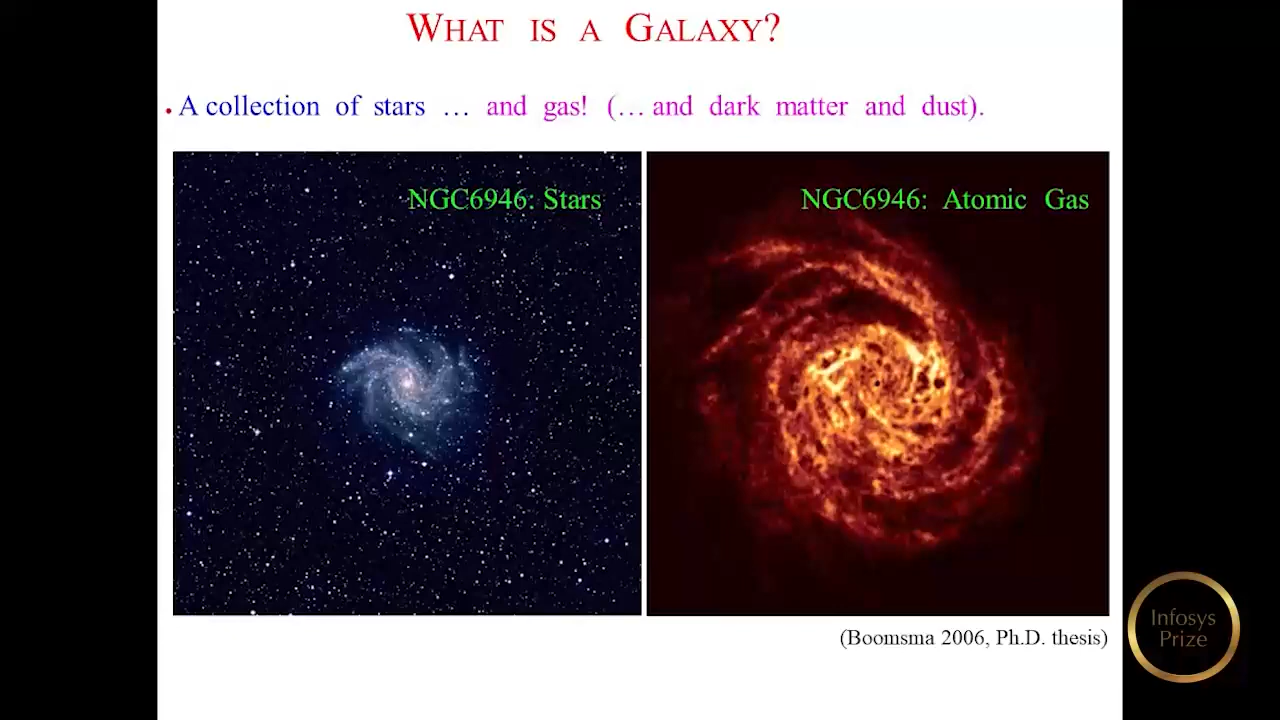 WHAT IS A GALAXY?
• A collection of stars … and gas! (… and dark matter and dust).
NGC6946: Stars
NGC6946: Atomic Gas
(Boomsma 2006, Ph.D. thesis)
Infosys
Prize